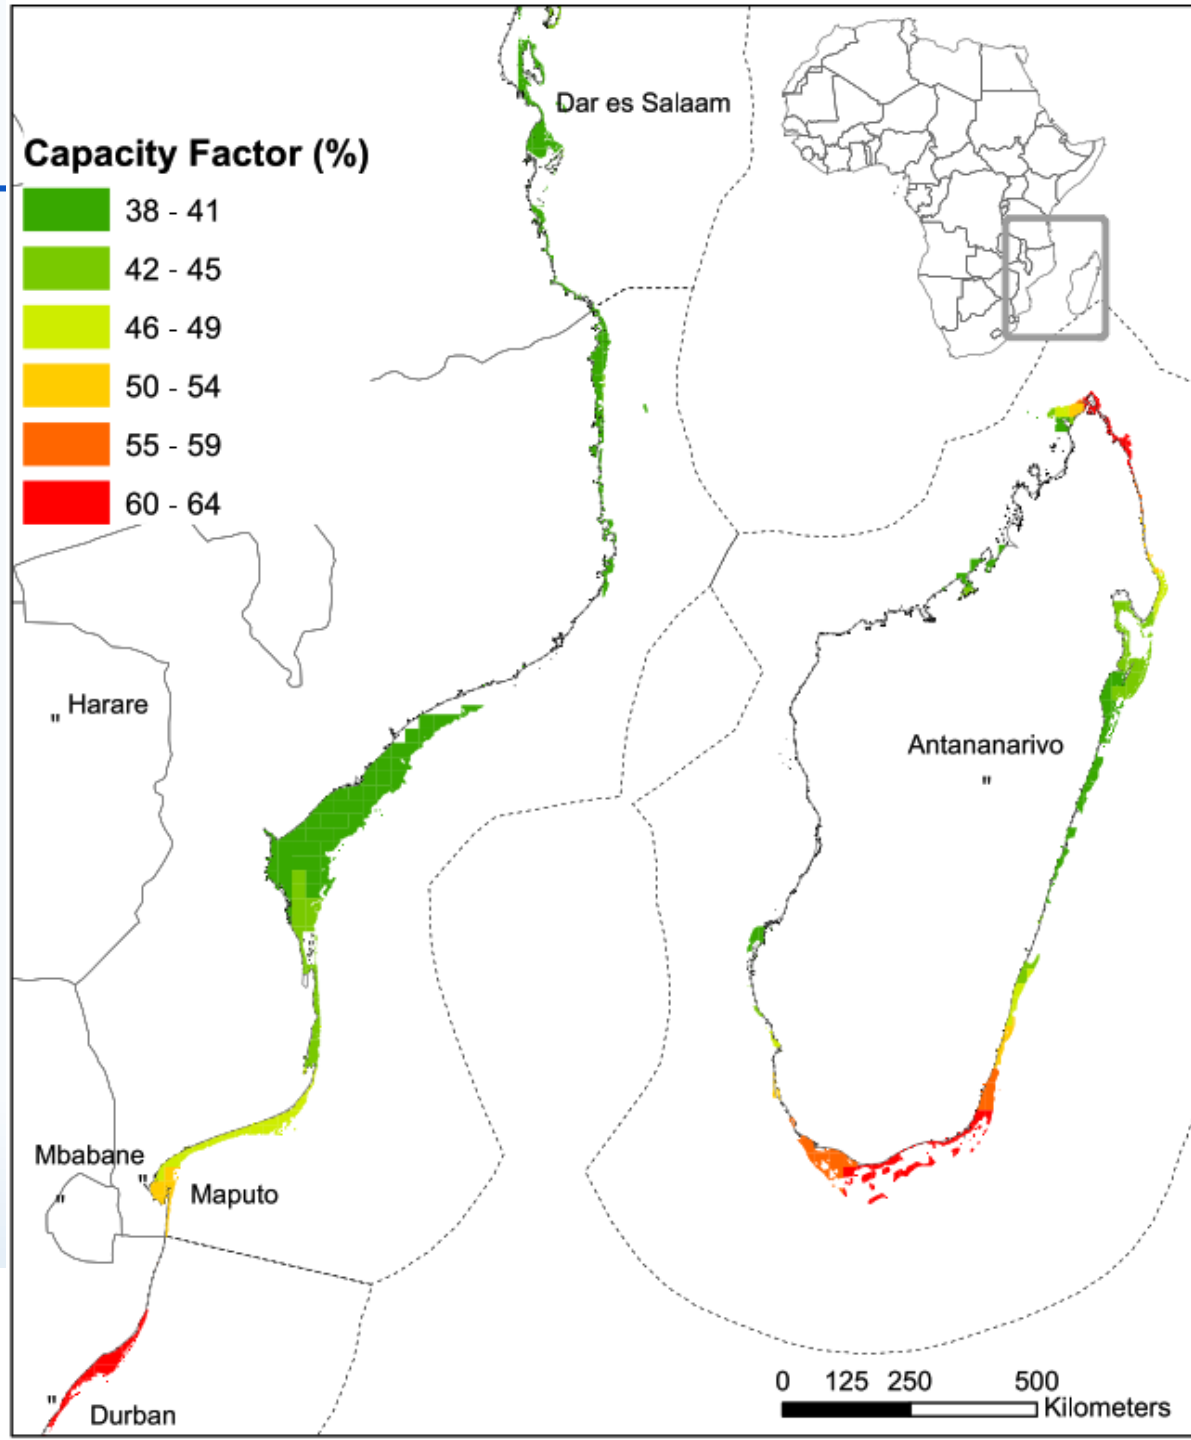 Dar es Salaam
Capacity Factor (%)
38 - 41
42 - 45
46 - 49
50 - 54
55 - 59
60 - 64
Harare
Antananarivo
Mbabane
Maputo
Durban
0 125 250 500
Kilometers